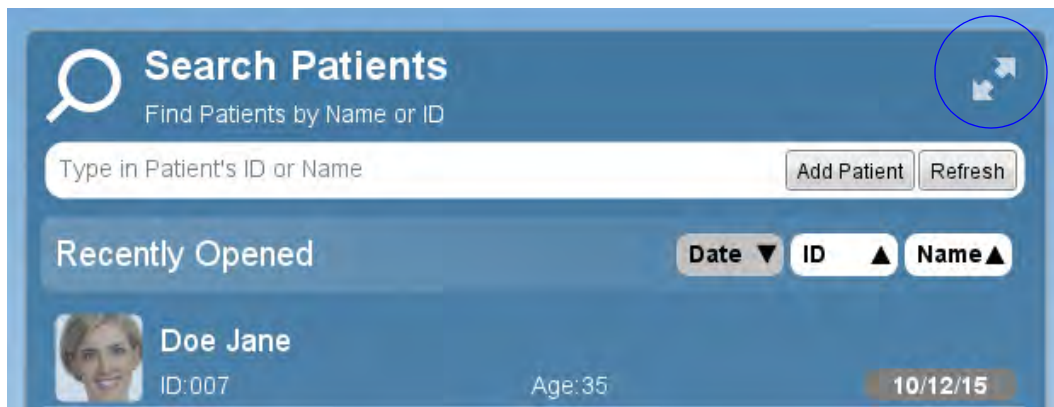 Search Patients
Find Patients by Name or ID
Type in Patient's ID or Name Add Patient Refresh
Recently Opened Date ▼ ID ▲ Name▲
Doe Jane
ID:007 Age:35 10/12/15